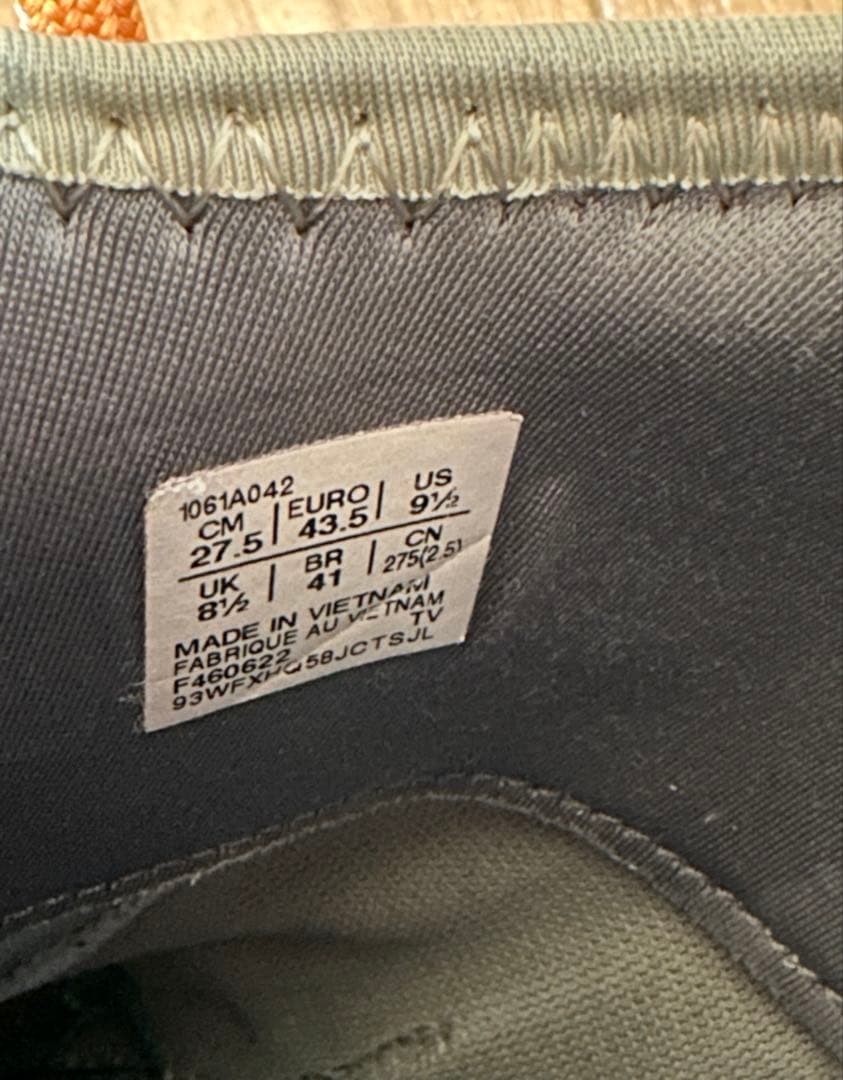 1061A042
CM | EURO | US
27.5 | 43.5 | 9½
UK | BR | CN
8½ | 41 | 275(2.5)
MADE IN VIETNAM
FABRIQUE AU VIETNAM
F460622 TV